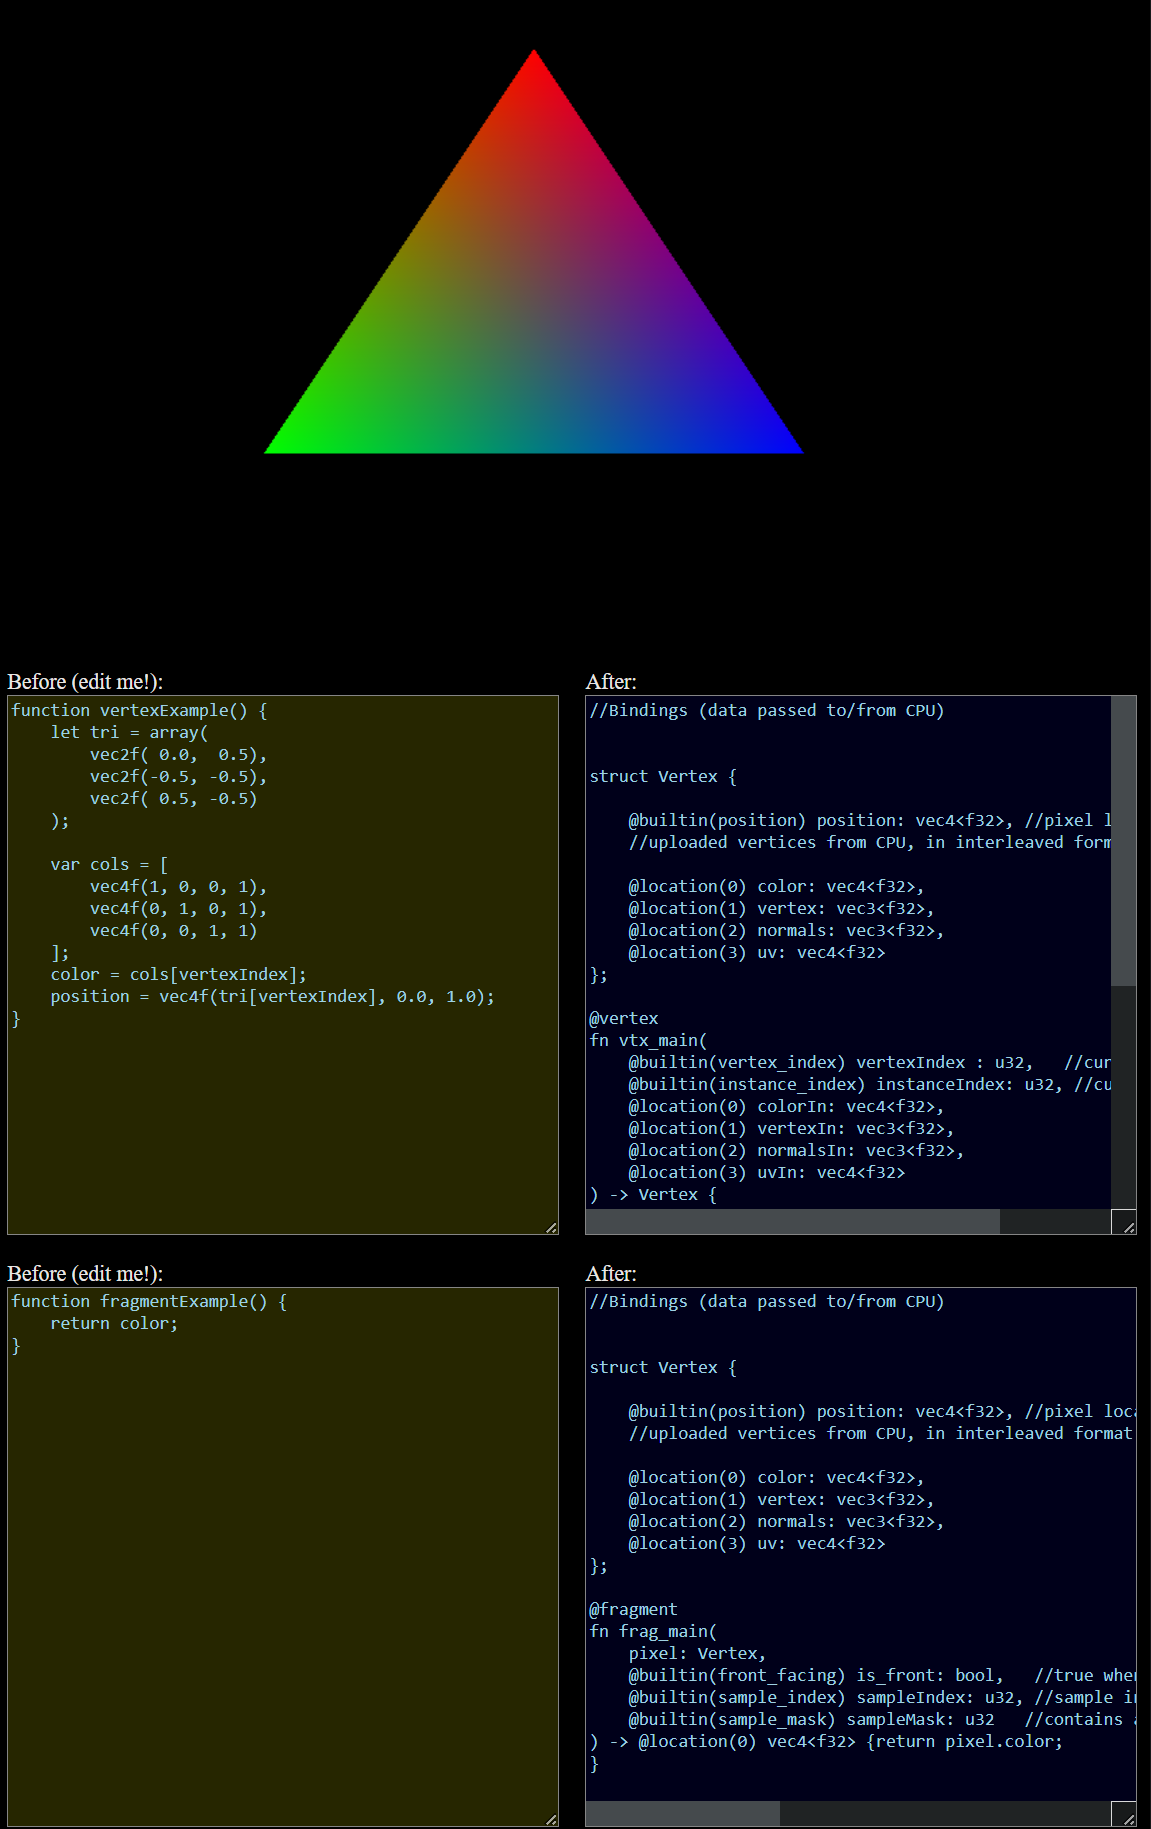 Before (edit me!):
function vertexExample() {
    let tri = array(
        vec2f( 0.0,  0.5),
        vec2f(-0.5, -0.5),
        vec2f( 0.5, -0.5)
    );
    var cols = [
        vec4f(1, 0, 0, 1),
        vec4f(0, 1, 0, 1),
        vec4f(0, 0, 1, 1)
    ];
    color = cols[vertexIndex];
    position = vec4f(tri[vertexIndex], 0.0, 1.0);
}
After:
//Bindings (data passed to/from CPU)
struct Vertex {
    @builtin(position) position: vec4<f32>, //pixel l
    //uploaded vertices from CPU, in interleaved form
    @location(0) color: vec4<f32>,
    @location(1) vertex: vec3<f32>,
    @location(2) normals: vec3<f32>,
    @location(3) uv: vec4<f32>
};
@vertex
fn vtx_main(
    @builtin(vertex_index) vertexIndex : u32,   //cur
    @builtin(instance_index) instanceIndex: u32, //cu
    @location(0) colorIn: vec4<f32>,
    @location(1) vertexIn: vec3<f32>,
    @location(2) normalsIn: vec3<f32>,
    @location(3) uvIn: vec4<f32>
) -> Vertex {
Before (edit me!):
function fragmentExample() {
    return color;
}
After:
//Bindings (data passed to/from CPU)
struct Vertex {
    @builtin(position) position: vec4<f32>, //pixel loca
    //uploaded vertices from CPU, in interleaved format
    @location(0) color: vec4<f32>,
    @location(1) vertex: vec3<f32>,
    @location(2) normals: vec3<f32>,
    @location(3) uv: vec4<f32>
};
@fragment
fn frag_main(
    pixel: Vertex,
    @builtin(front_facing) is_front: bool,   //true when
    @builtin(sample_index) sampleIndex: u32, //sample in
    @builtin(sample_mask) sampleMask: u32   //contains a
) -> @location(0) vec4<f32> {return pixel.color;
}